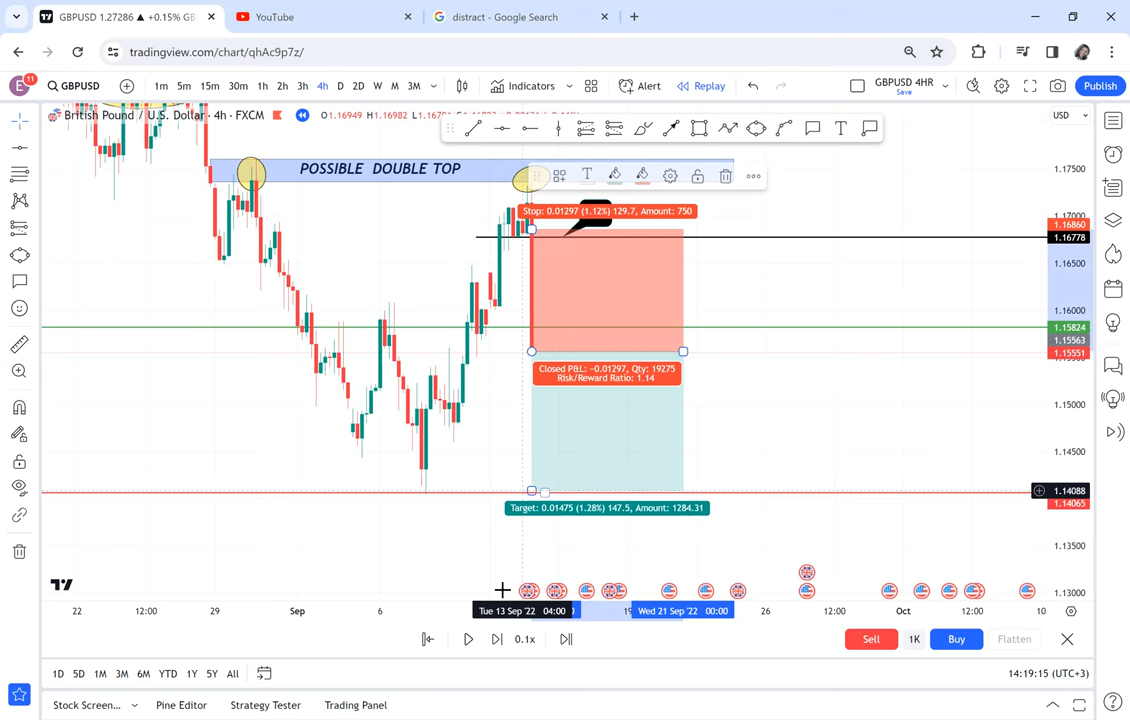 GBPUSD 1.27286 ▲ +0.15% GBP
YouTube
distract - Google Search
tradingview.com/chart/qhAc9p7z/
E
11
GBPUSD
1m 5m 15m 30m 1h 2h 3h 4h D 2D W M 3M
Indicators
Alert
Replay
GBPUSD 4HR
Save
Publish
British Pound / U.S. Dollar · 4h · FXCM
O1.16949 H1.16982
USD
POSSIBLE DOUBLE TOP
Stop: 0.01297 (1.12%) 129.7, Amount: 750
Closed P&L: −0.01297, Qty: 19275
Risk/Reward Ratio: 1.14
Target: 0.01475 (1.28%) 147.5, Amount: 1284.31
1.17500
1.17000
1.16860
1.16778
1.16500
1.16000
1.15824
1.15563
1.15551
1.15000
1.14500
1.14088
1.14065
1.13500
1.13000
22 12:00 29 Sep 6
Tue 13 Sep '22 04:00
19
Wed 21 Sep '22 00:00
26 12:00 Oct 12:00 10
0.1x
Sell 1K Buy Flatten
1D 5D 1M 3M 6M YTD 1Y 5Y All
14:19:15 (UTC+3)
Stock Screen... Pine Editor Strategy Tester Trading Panel